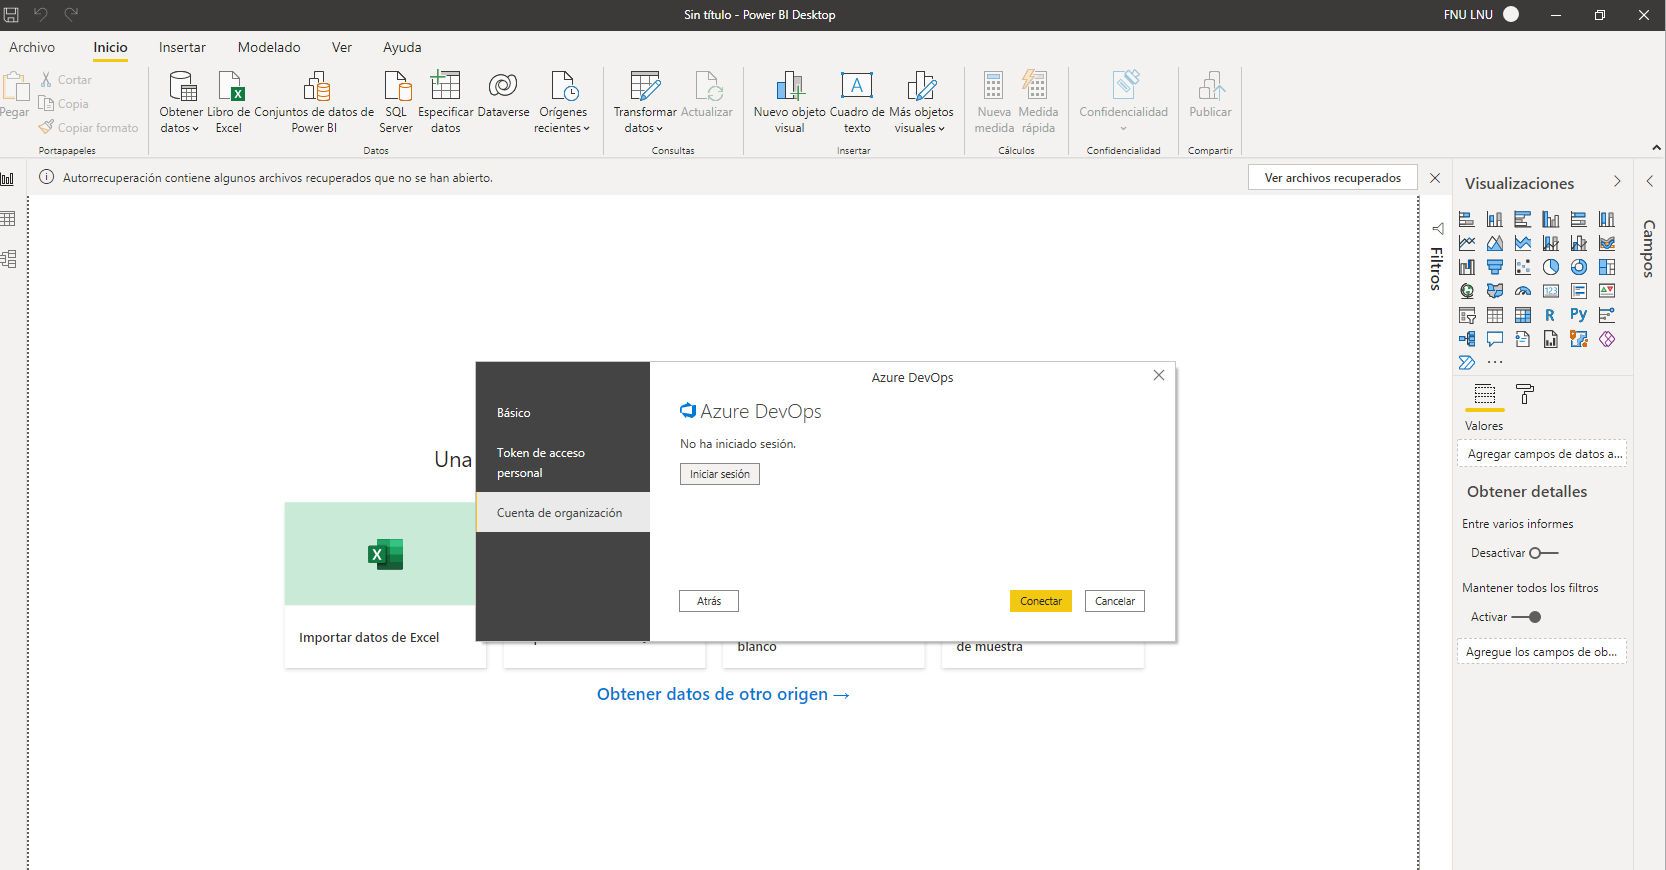 Sin título - Power BI Desktop
FNU LNU
Archivo
Inicio
Insertar
Modelado
Ver
Ayuda
Pegar
Cortar
Copia
Copiar formato
Portapapeles
Obtener
datos
Libro de
Excel
Conjuntos de datos de
Power BI
SQL
Server
Especificar
datos
Dataverse
Orígenes
recientes
Datos
Transformar
datos
Actualizar
Consultas
Nuevo objeto
visual
Cuadro de
texto
Más objetos
visuales
Insertar
Nueva
medida
Medida
rápida
Cálculos
Confidencialidad
Confidencialidad
Publicar
Compartir
Autorrecuperación contiene algunos archivos recuperados que no se han abierto.
Ver archivos recuperados
Filtros
Visualizaciones
Campos
123
R
Py
Valores
Agregar campos de datos a...
Obtener detalles
Entre varios informes
Desactivar
Mantener todos los filtros
Activar
Agregue los campos de ob...
Una
Importar datos de Excel
blanco
de muestra
Obtener datos de otro origen →
Azure DevOps
Básico
Token de acceso
personal
Cuenta de organización
Azure DevOps
No ha iniciado sesión.
Iniciar sesión
Atrás
Conectar
Cancelar